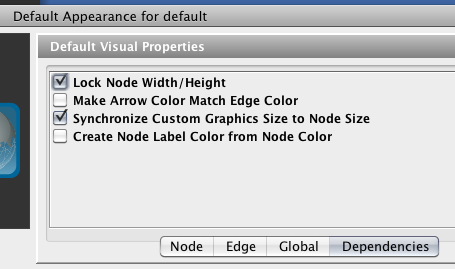 Default Appearance for default
Default Visual Properties
Lock Node Width/Height
Make Arrow Color Match Edge Color
Synchronize Custom Graphics Size to Node Size
Create Node Label Color from Node Color
Node Edge Global Dependencies